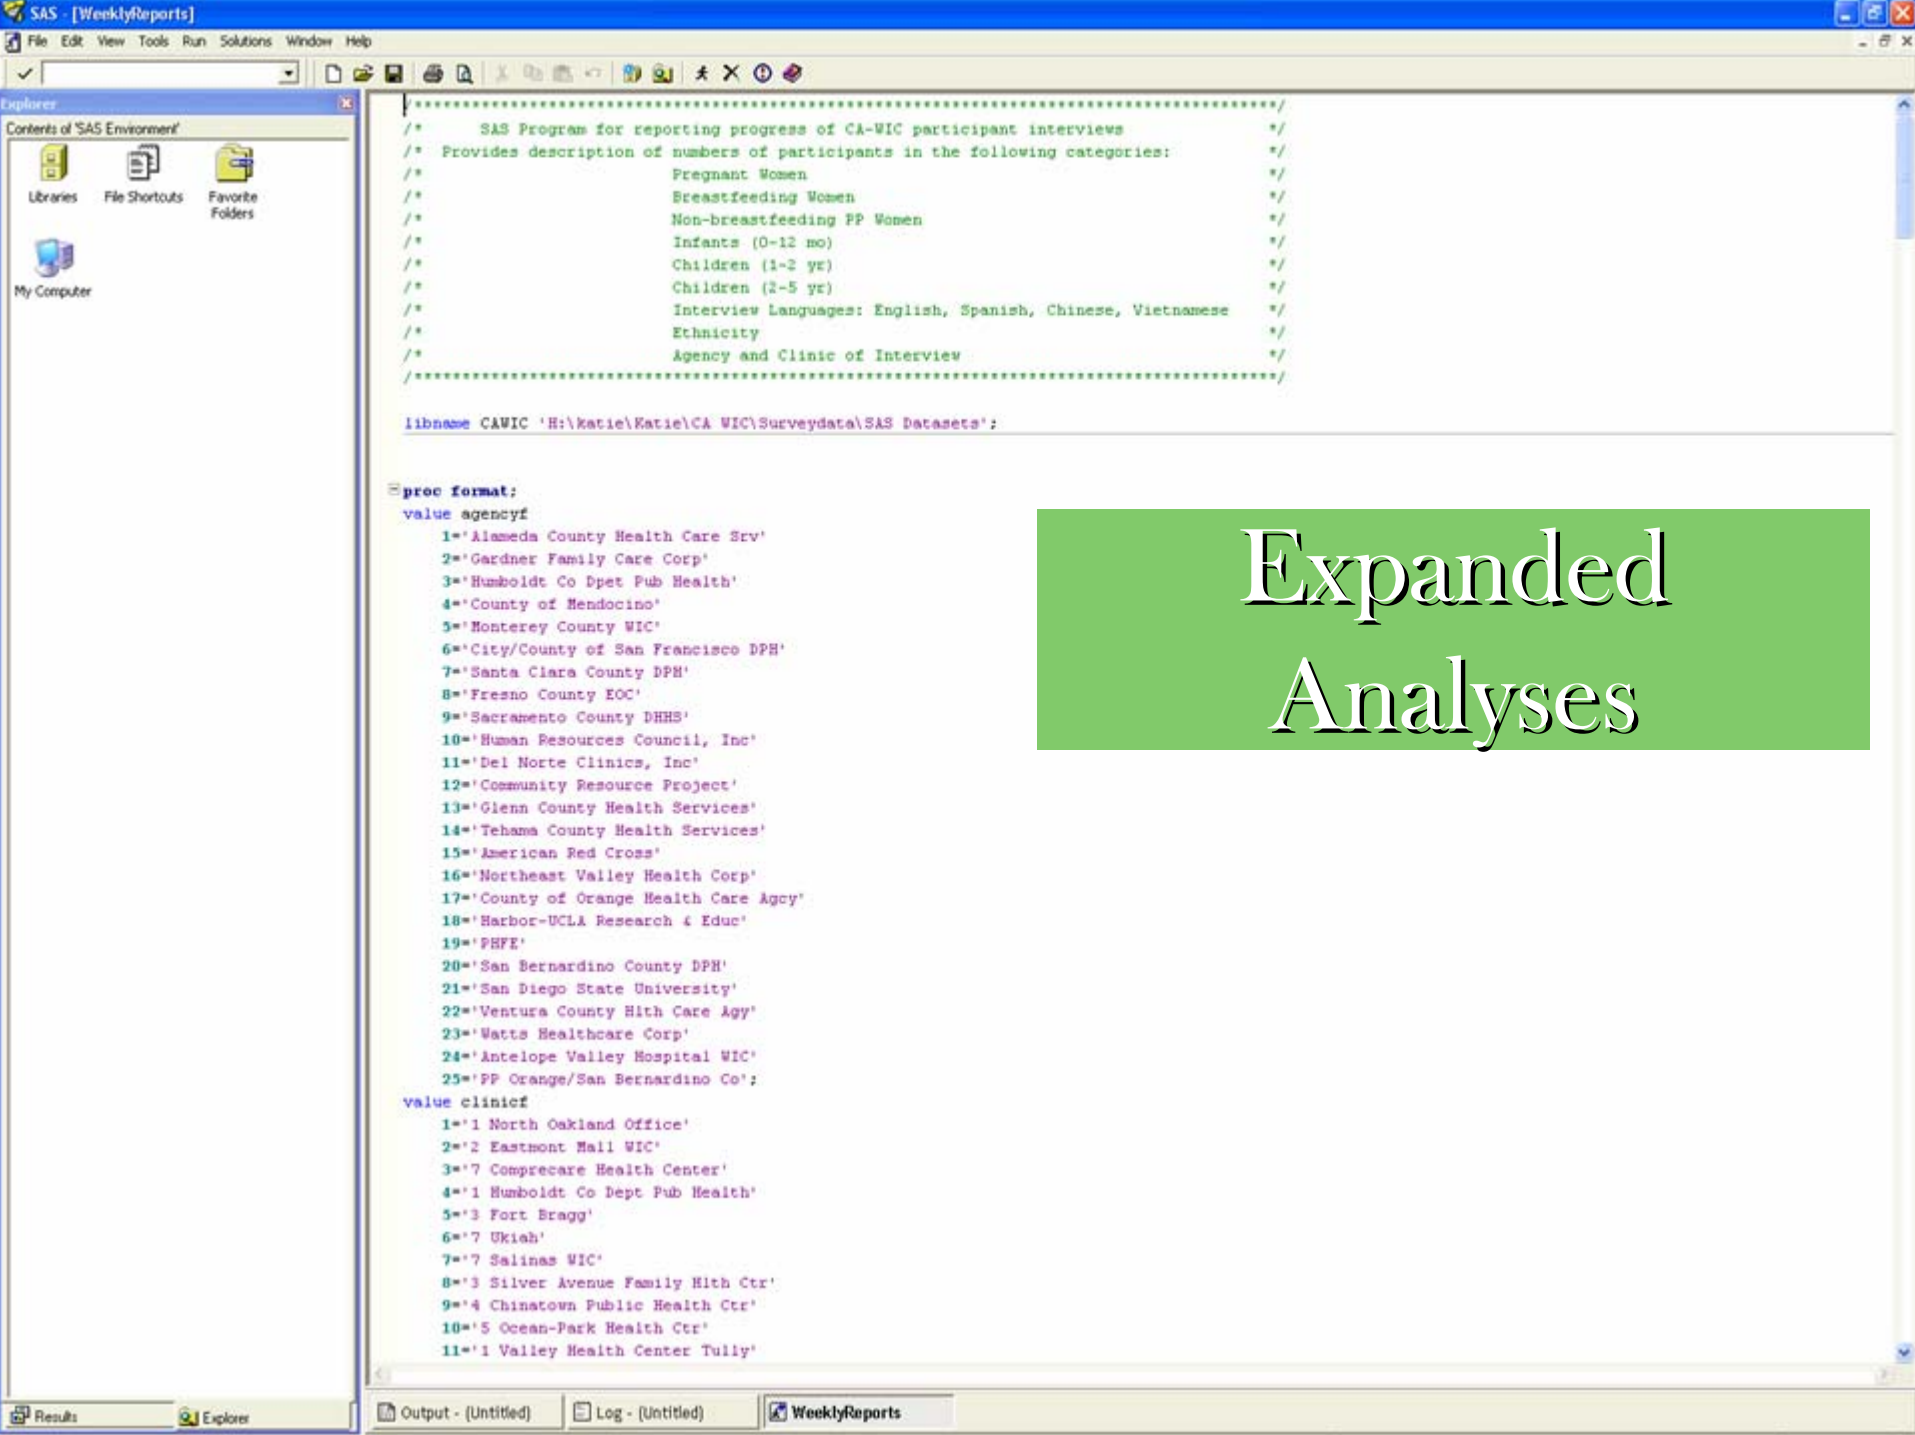 SAS - [WeeklyReports]
File Edit View Tools Run Solutions Window Help
Explorer
Contents of 'SAS Environment'
Libraries
File Shortcuts
Favorite
Folders
My Computer
/******************************************************************************************/
/* SAS Program for reporting progress of CA-WIC participant interviews */
/* Provides description of numbers of participants in the following categories: */
/* Pregnant Women */
/* Breastfeeding Women */
/* Non-breastfeeding PP Women */
/* Infants (0-12 mo) */
/* Children (1-2 yr) */
/* Children (2-5 yr) */
/* Interview Languages: English, Spanish, Chinese, Vietnamese */
/* Ethnicity */
/* Agency and Clinic of Interview */
/******************************************************************************************/
libname CAWIC 'H:\katie\Katie\CA WIC\Surveydata\SAS Datasets';
proc format;
value agencyf
1='Alameda County Health Care Srv'
2='Gardner Family Care Corp'
3='Humboldt Co Dpet Pub Health'
4='County of Mendocino'
5='Monterey County WIC'
6='City/County of San Francisco DPH'
7='Santa Clara County DPH'
8='Fresno County EOC'
9='Sacramento County DHHS'
10='Human Resources Council, Inc'
11='Del Norte Clinics, Inc'
12='Community Resource Project'
13='Glenn County Health Services'
14='Tehama County Health Services'
15='American Red Cross'
16='Northeast Valley Health Corp'
17='County of Orange Health Care Agcy'
18='Harbor-UCLA Research & Educ'
19='PHFE'
20='San Bernardino County DPH'
21='San Diego State University'
22='Ventura County Hlth Care Agy'
23='Watts Healthcare Corp'
24='Antelope Valley Hospital WIC'
25='PP Orange/San Bernardino Co';
value clinicf
1='1 North Oakland Office'
2='2 Eastmont Mall WIC'
3='7 Comprecare Health Center'
4='1 Humboldt Co Dept Pub Health'
5='3 Fort Bragg'
6='7 Ukiah'
7='7 Salinas WIC'
8='3 Silver Avenue Family Hlth Ctr'
9='4 Chinatown Public Health Ctr'
10='5 Ocean-Park Health Ctr'
11='1 Valley Health Center Tully'
Expanded
Analyses
Results
Explorer
Output - (Untitled)
Log - (Untitled)
WeeklyReports